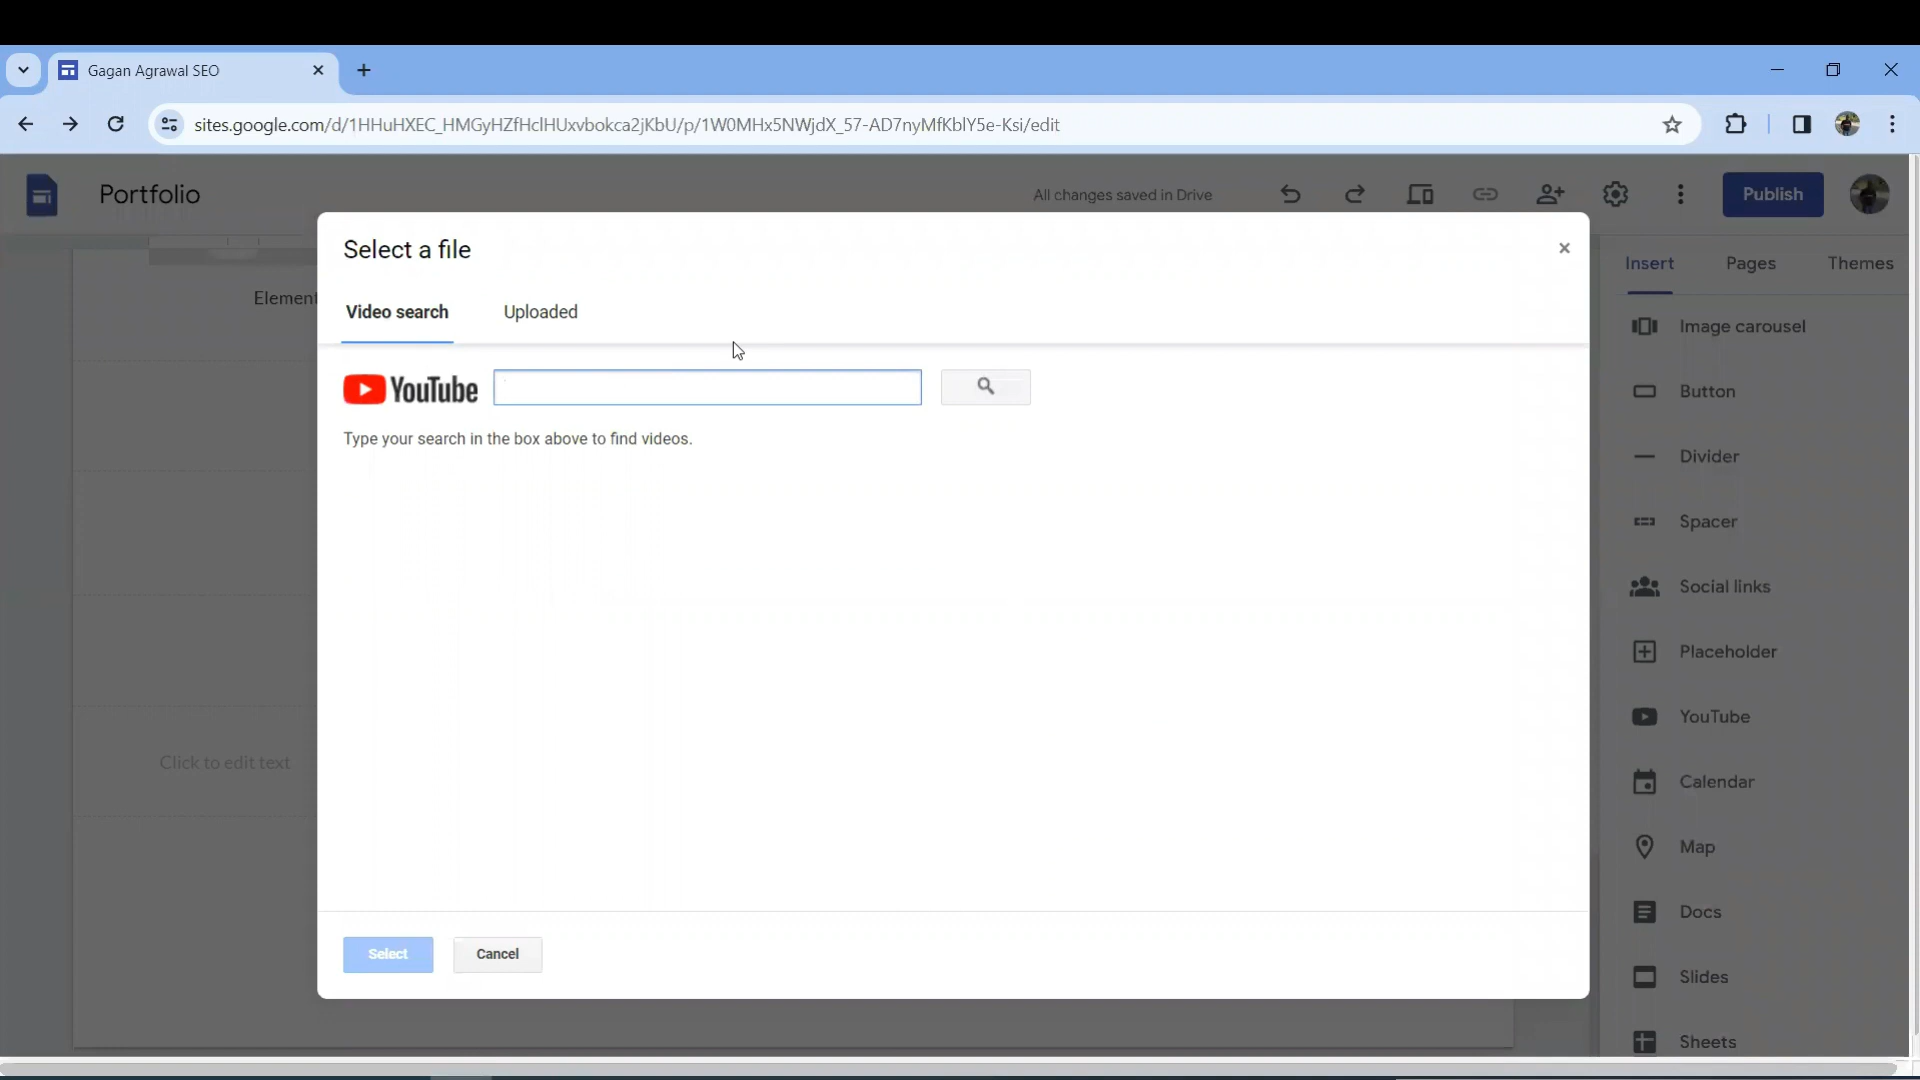 Gagan Agrawal SEO
sites.google.com/d/1HHuHXEC_HMGyHZfHclHUxvbokca2jKbU/p/1W0MHx5NWjdX_57-AD7nyMfKblY5e-Ksi/edit
Portfolio
All changes saved in Drive
Publish
Select a file
Insert
Pages
Themes
Element
Video search
Uploaded
Image carousel
YouTube
Button
Type your search in the box above to find videos.
Divider
Spacer
Social links
Placeholder
YouTube
Click to edit text
Calendar
Map
Docs
Select
Cancel
Slides
Sheets